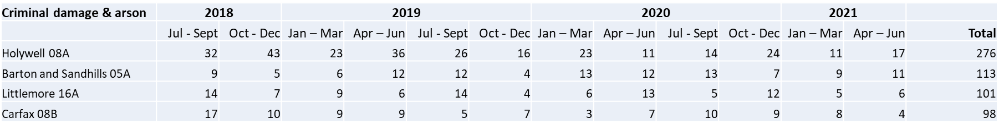 Criminal damage & arson 2018 2019 2020 2021
Jul - Sept Oct - Dec Jan – Mar Apr – Jun Jul - Sept Oct - Dec Jan – Mar Apr – Jun Jul - Sept Oct - Dec Jan – Mar Apr – Jun Total
Holywell 08A 32 43 23 36 26 16 23 11 14 24 11 17 276
Barton and Sandhills 05A 9 5 6 12 12 4 13 12 13 7 9 11 113
Littlemore 16A 14 7 9 6 14 4 6 13 5 12 5 6 101
Carfax 08B 17 10 9 9 5 7 3 7 10 9 8 4 98